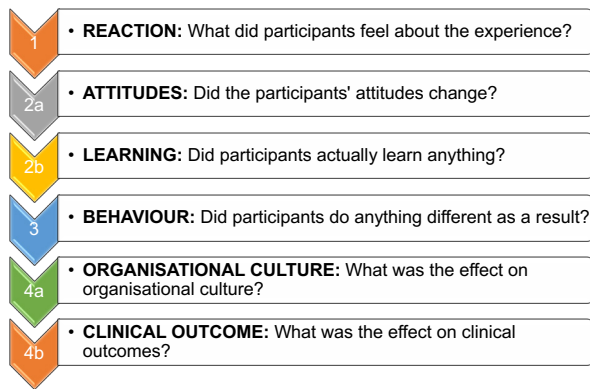 1
• REACTION: What did participants feel about the experience?
2a
• ATTITUDES: Did the participants' attitudes change?
2b
• LEARNING: Did participants actually learn anything?
3
• BEHAVIOUR: Did participants do anything different as a result?
4a
• ORGANISATIONAL CULTURE: What was the effect on
organisational culture?
4b
• CLINICAL OUTCOME: What was the effect on clinical
outcomes?